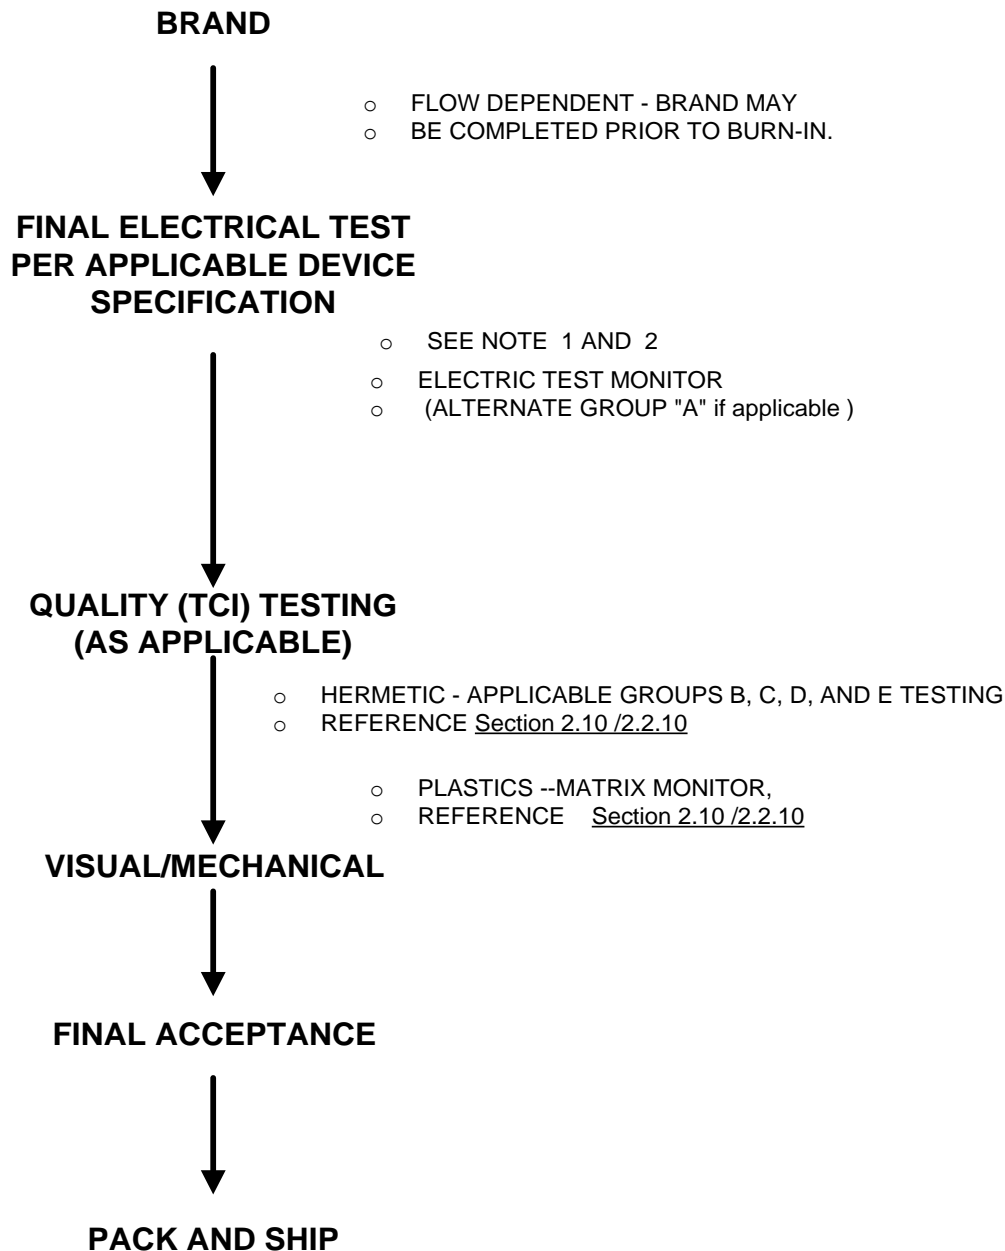 BRAND
o FLOW DEPENDENT - BRAND MAY
o BE COMPLETED PRIOR TO BURN-IN.
FINAL ELECTRICAL TEST
PER APPLICABLE DEVICE
SPECIFICATION
o SEE NOTE 1 AND 2
o ELECTRIC TEST MONITOR
o (ALTERNATE GROUP "A" if applicable )
QUALITY (TCI) TESTING
(AS APPLICABLE)
o HERMETIC - APPLICABLE GROUPS B, C, D, AND E TESTING
o REFERENCE Section 2.10 /2.2.10
o PLASTICS --MATRIX MONITOR,
o REFERENCE Section 2.10 /2.2.10
VISUAL/MECHANICAL
FINAL ACCEPTANCE
PACK AND SHIP